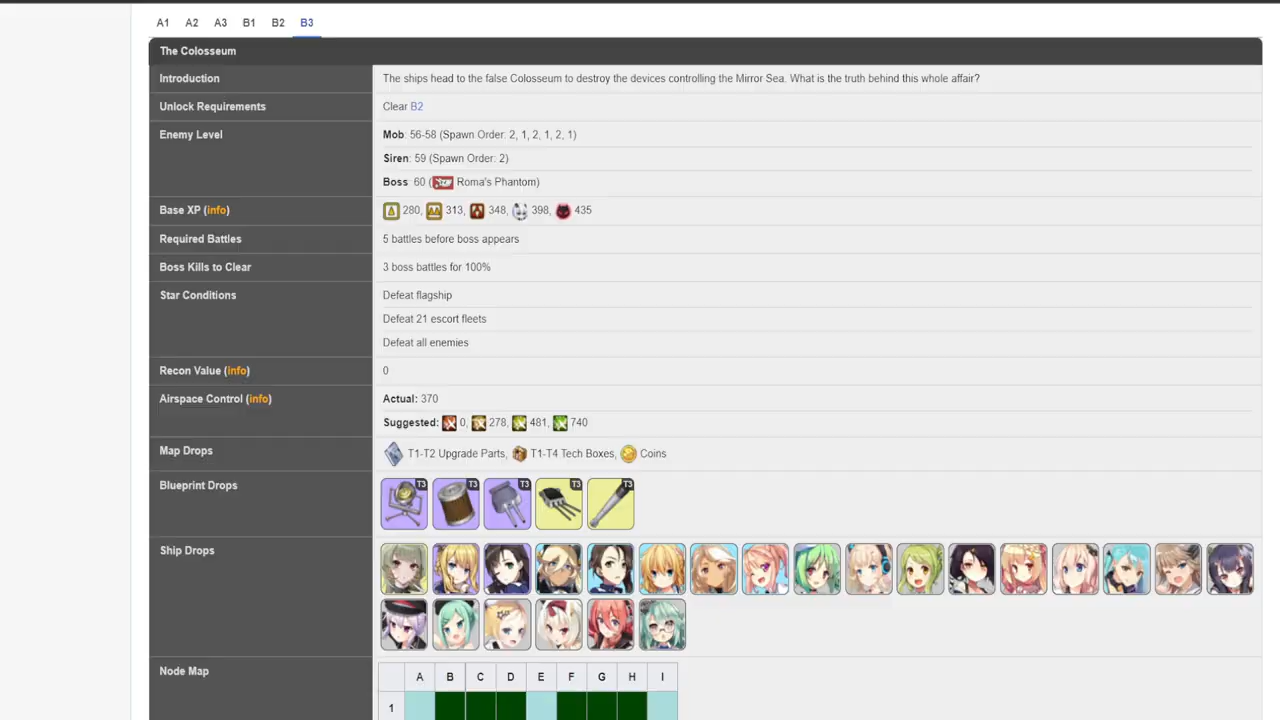 A1 A2 A3 B1 B2 B3
The Colosseum
Introduction The ships head to the false Colosseum to destroy the devices controlling the Mirror Sea. What is the truth behind this whole affair?
Unlock Requirements Clear B2
Enemy Level Mob: 56-58 (Spawn Order: 2, 1, 2, 1, 2, 1)
Siren: 59 (Spawn Order: 2)
Boss 60 ( Roma's Phantom)
Base XP (info) 280, 313, 348, 398, 435
Required Battles 5 battles before boss appears
Boss Kills to Clear 3 boss battles for 100%
Star Conditions Defeat flagship
Defeat 21 escort fleets
Defeat all enemies
Recon Value (info) 0
Airspace Control (info) Actual: 370
Suggested: 0, 278, 481, 740
Map Drops T1-T2 Upgrade Parts, T1-T4 Tech Boxes, Coins
Blueprint Drops T3 T3 T3 T3 T3
Ship Drops
Node Map A B C D E F G H I
1